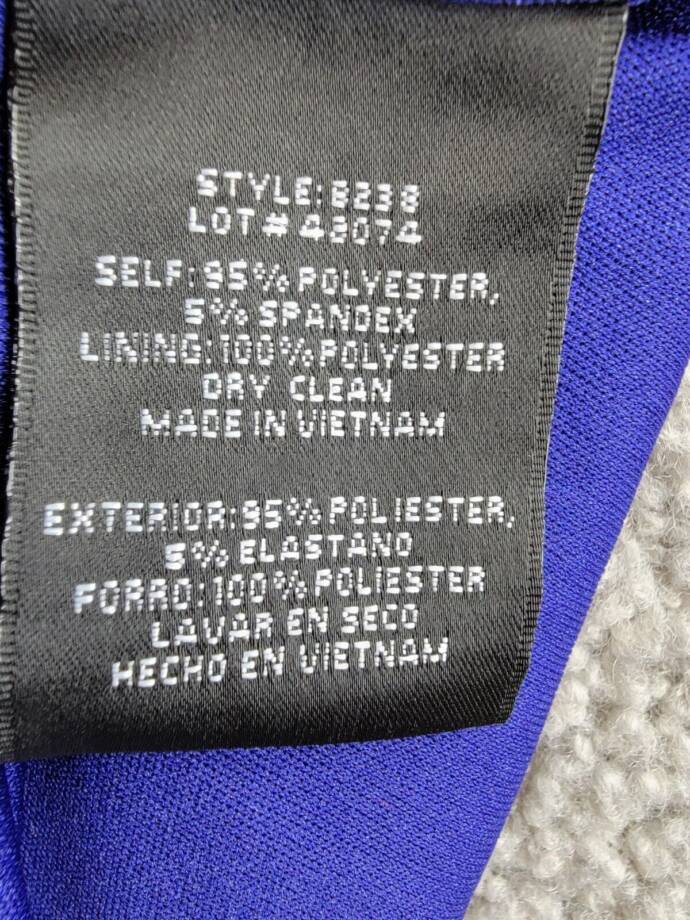 STYLE: 8238
LOT# 48074
SELF: 95% POLYESTER,
5% SPANDEX
LINING: 100% POLYESTER
DRY CLEAN
MADE IN VIETNAM
EXTERIOR: 95% POLIESTER,
5% ELASTANO
FORRO: 100% POLIESTER
LAVAR EN SECO
HECHO EN VIETNAM